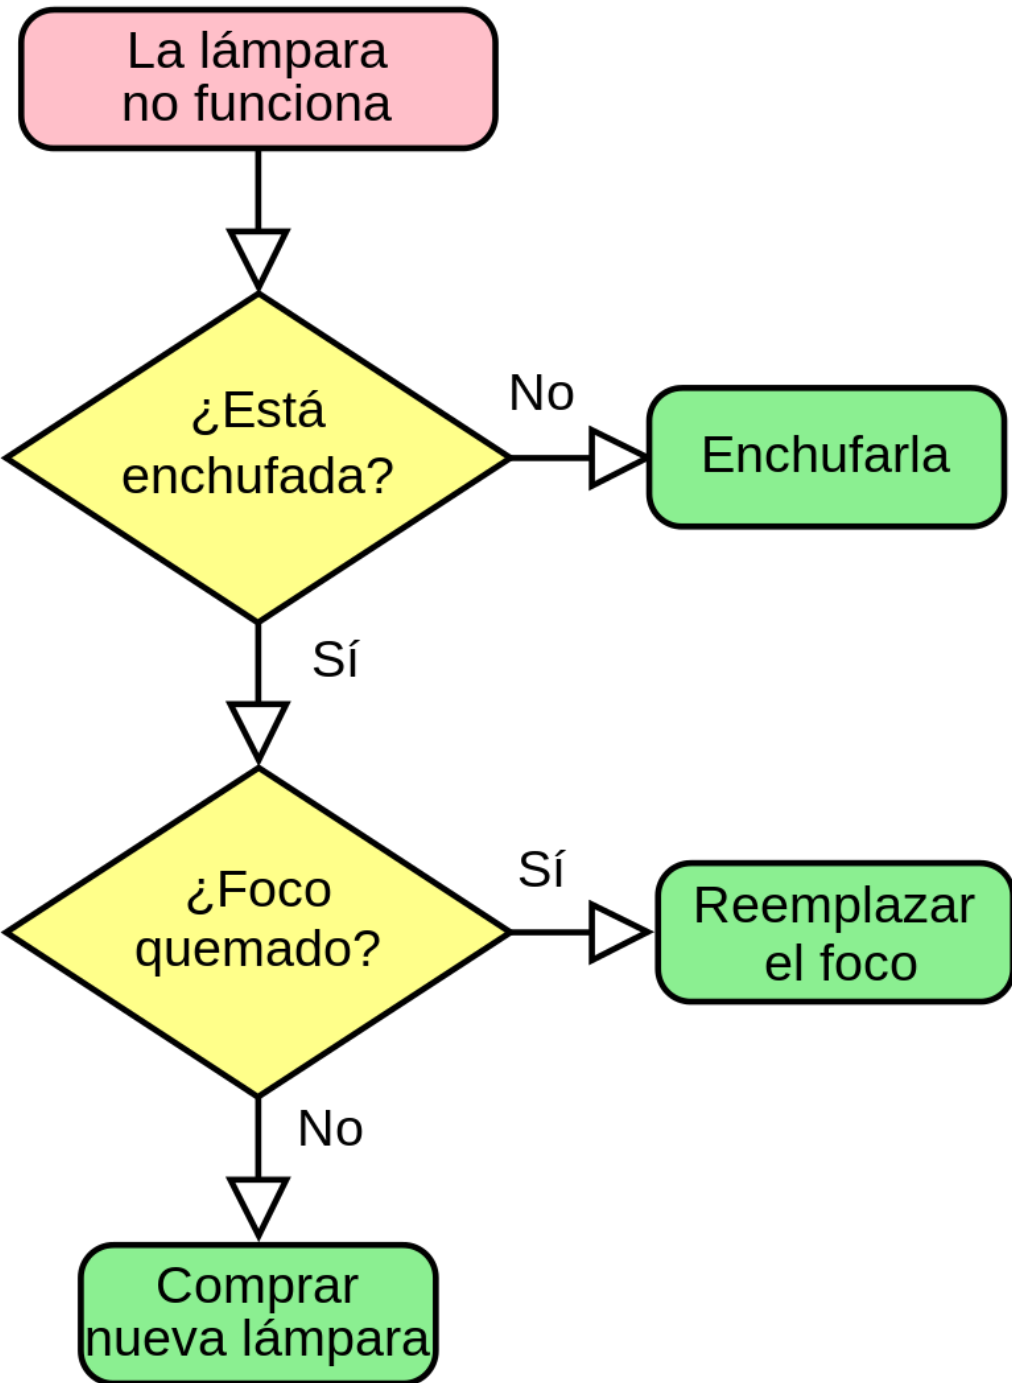 La lámpara
no funciona
¿Está
enchufada?
No
Enchufarla
Sí
¿Foco
quemado?
Sí
Reemplazar
el foco
No
Comprar
nueva lámpara